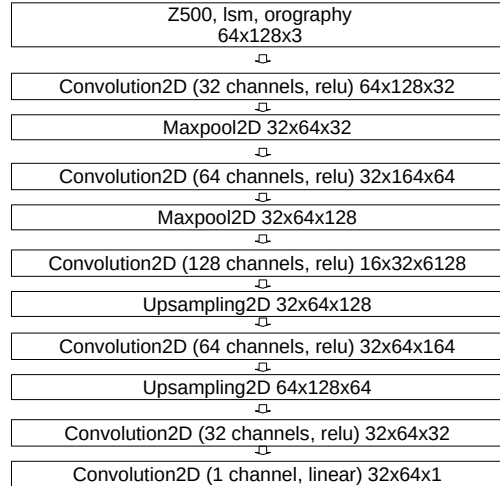 Z500, lsm, orography
64x128x3
Convolution2D (32 channels, relu) 64x128x32
Maxpool2D 32x64x32
Convolution2D (64 channels, relu) 32x164x64
Maxpool2D 32x64x128
Convolution2D (128 channels, relu) 16x32x6128
Upsampling2D 32x64x128
Convolution2D (64 channels, relu) 32x64x164
Upsampling2D 64x128x64
Convolution2D (32 channels, relu) 32x64x32
Convolution2D (1 channel, linear) 32x64x1